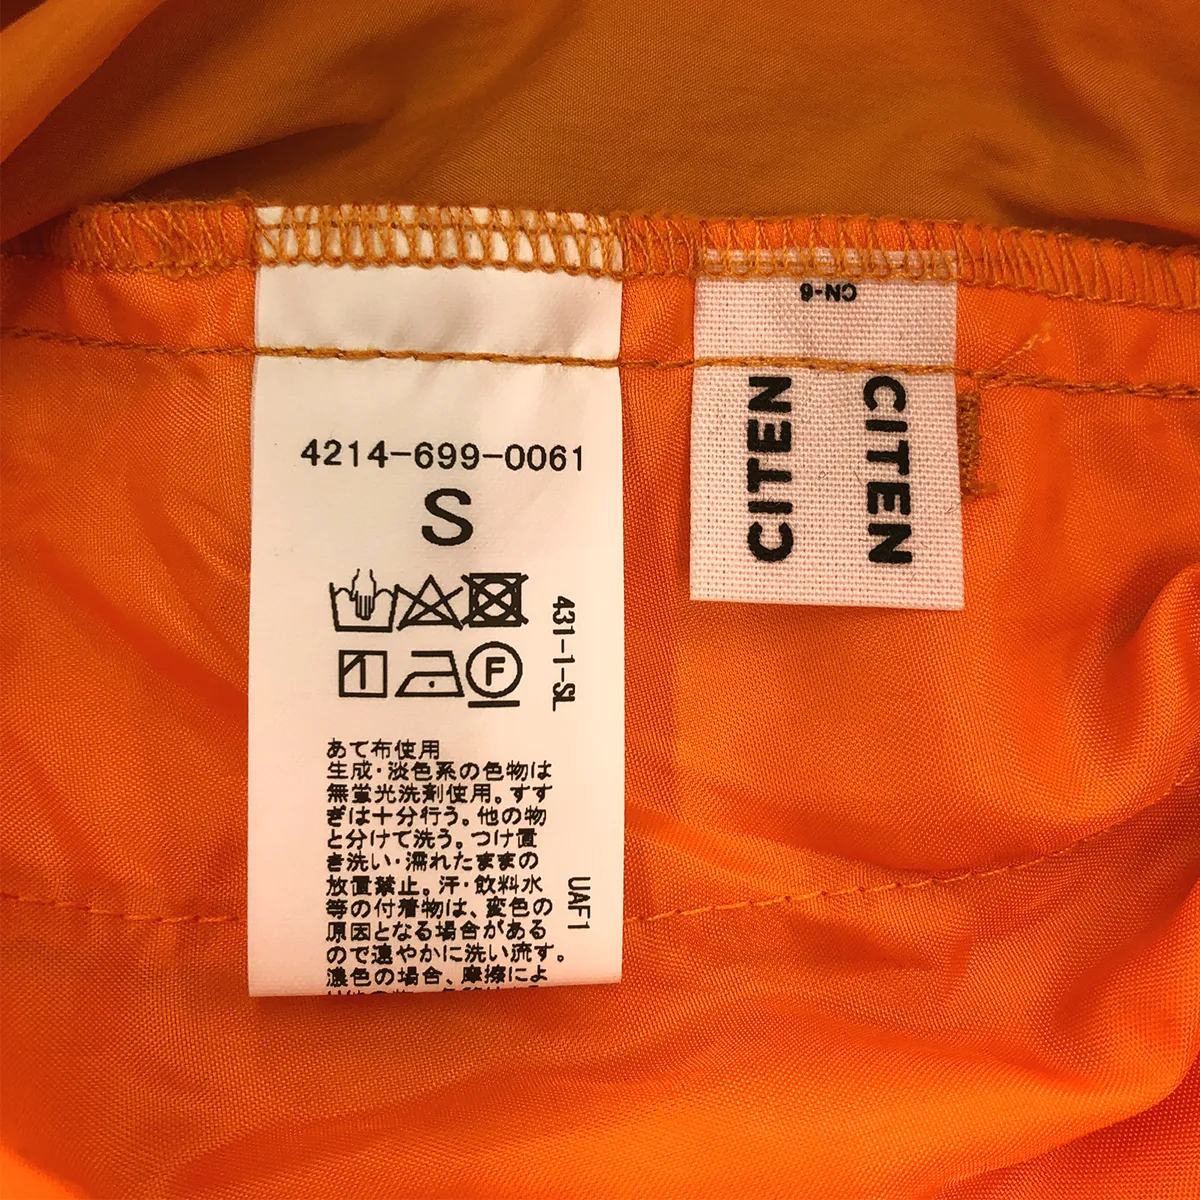 4214-699-0061
S
431-1-SL
F
あて布使用
生成・淡色系の色物は
無蛍光洗剤使用。すす
ぎは十分行う。他の物
と分けて洗う。つけ置
き洗い・濡れたままの
放置禁止。汗・飲料水
等の付着物は、変色の
原因となる場合がある
ので速やかに洗い流す。
濃色の場合、摩擦によ
UAF1
CN-6
CITEN
CITEN